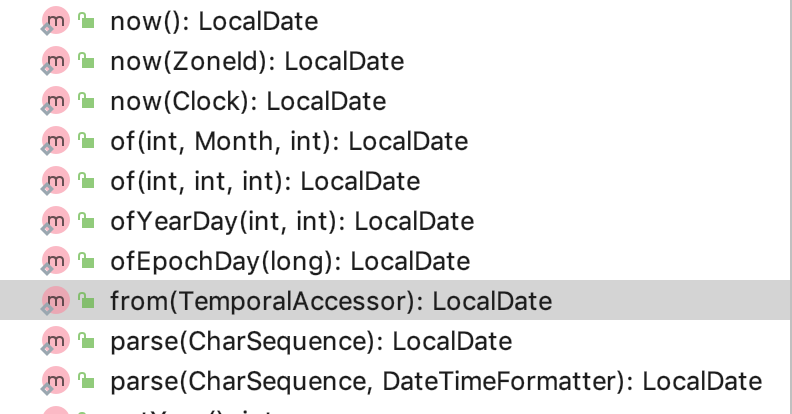 m now(): LocalDate
m now(ZoneId): LocalDate
m now(Clock): LocalDate
m of(int, Month, int): LocalDate
m of(int, int, int): LocalDate
m ofYearDay(int, int): LocalDate
m ofEpochDay(long): LocalDate
m from(TemporalAccessor): LocalDate
m parse(CharSequence): LocalDate
m parse(CharSequence, DateTimeFormatter): LocalDate